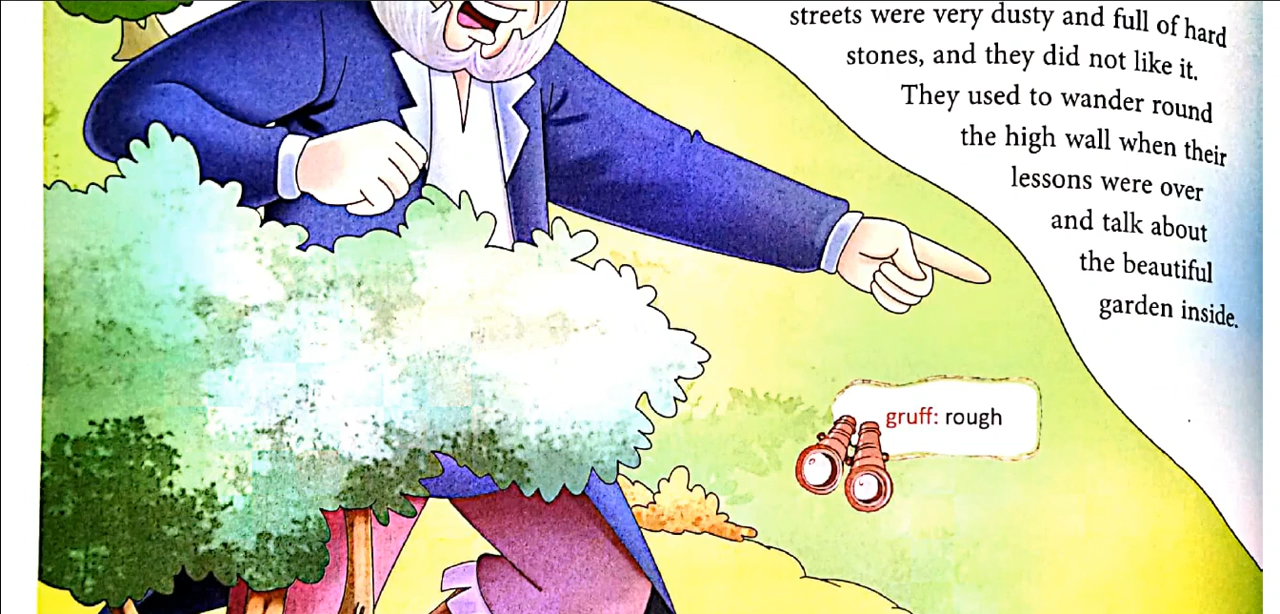 streets were very dusty and full of hard
stones, and they did not like it.
They used to wander round
the high wall when their
lessons were over
and talk about
the beautiful
garden inside.
gruff: rough